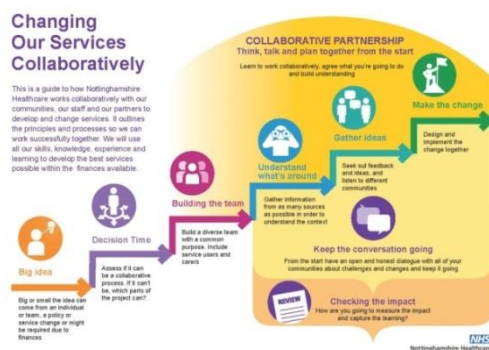 Changing
Our Services
Collaboratively
This is a guide to how Nottinghamshire
Healthcare works collaboratively with our
communities, our staff and our partners to
develop and change services. It outlines
the principles and processes so we can
work successfully together. We will use
all our skills, knowledge, experience and
learning to develop the best services
possible within the finances available.
COLLABORATIVE PARTNERSHIP
Think, talk and plan together from the start
Learn to work collaboratively, agree what you're going to do
and build understanding
Big idea
Big or small the idea can
come from an individual
or team, a policy or
service change or might
be required due to
finances
Decision Time
Assess if it can
be a collaborative
process. If it can't
be, which parts of
the project can?
Building the team
Build a diverse team
with a common
purpose. Include
service users and
carers
Understand
what's around
Gather information
from as many sources
as possible in order to
understand the context
Gather ideas
Seek out feedback
and ideas, and
listen to different
communities
Make the change
Design and
implement the
change together
Keep the conversation going
From the start have an open and honest dialogue with all of your
communities about challenges and changes and keep it going
REVIEW
Checking the impact
How are you going to measure the impact
and capture the learning?
NHS
Nottinghamshire Healthcare